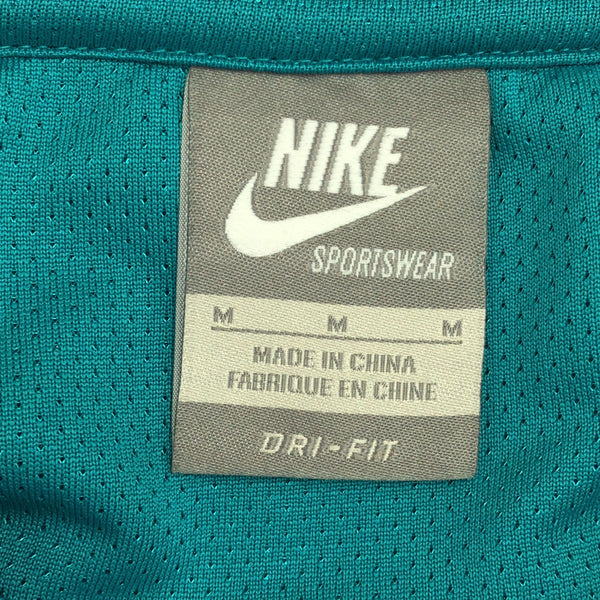 NIKE
SPORTSWEAR
M M M
MADE IN CHINA
FABRIQUE EN CHINE
DRI-FIT